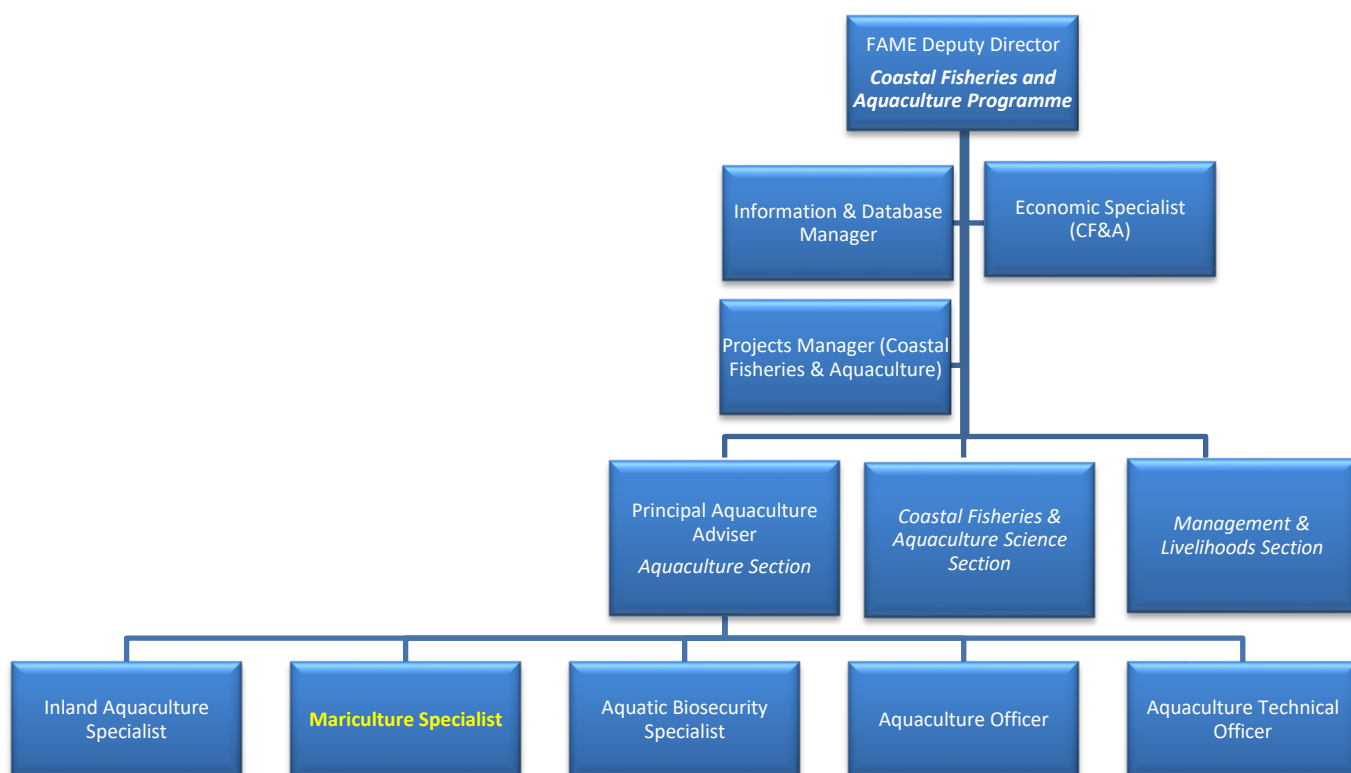 FAME Deputy Director
Coastal Fisheries and
Aquaculture Programme
Information & Database
Manager
Economic Specialist
(CF&A)
Projects Manager (Coastal
Fisheries & Aquaculture)
Principal Aquaculture
Adviser
Aquaculture Section
Coastal Fisheries &
Aquaculture Science
Section
Management &
Livelihoods Section
Inland Aquaculture
Specialist
Mariculture Specialist
Aquatic Biosecurity
Specialist
Aquaculture Officer
Aquaculture Technical
Officer